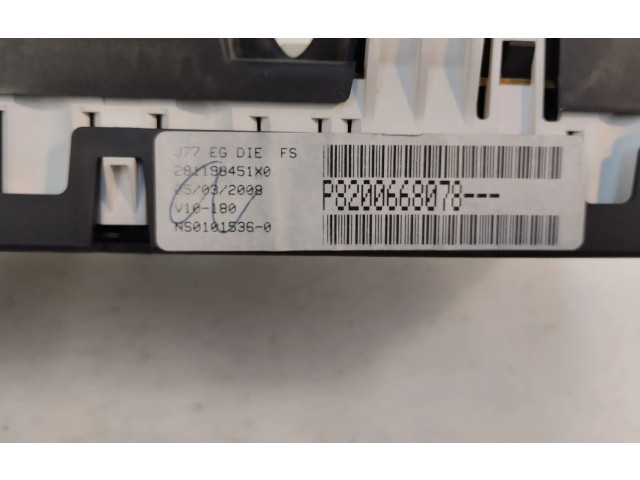 J77 EG DIE FS
281198451X0
05/03/2008
V10-180
NS0101536-0
P8200668078---